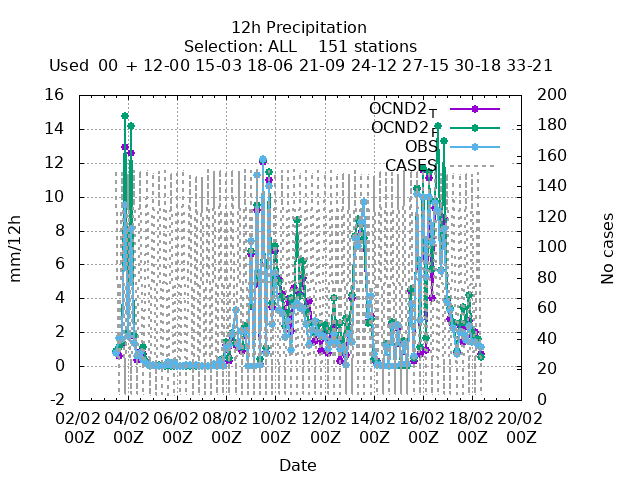 12h Precipitation
Selection: ALL 151 stations
Used 00 + 12-00 15-03 18-06 21-09 24-12 27-15 30-18 33-21
OCND2_T
OCND2_F
OBS
CASES
16
14
12
10
8
6
4
2
0
-2
200
180
160
140
120
100
80
60
40
20
0
mm/12h
No cases
02/02 04/02 06/02 08/02 10/02 12/02 14/02 16/02 18/02 20/02
00Z 00Z 00Z 00Z 00Z 00Z 00Z 00Z 00Z 00Z
Date